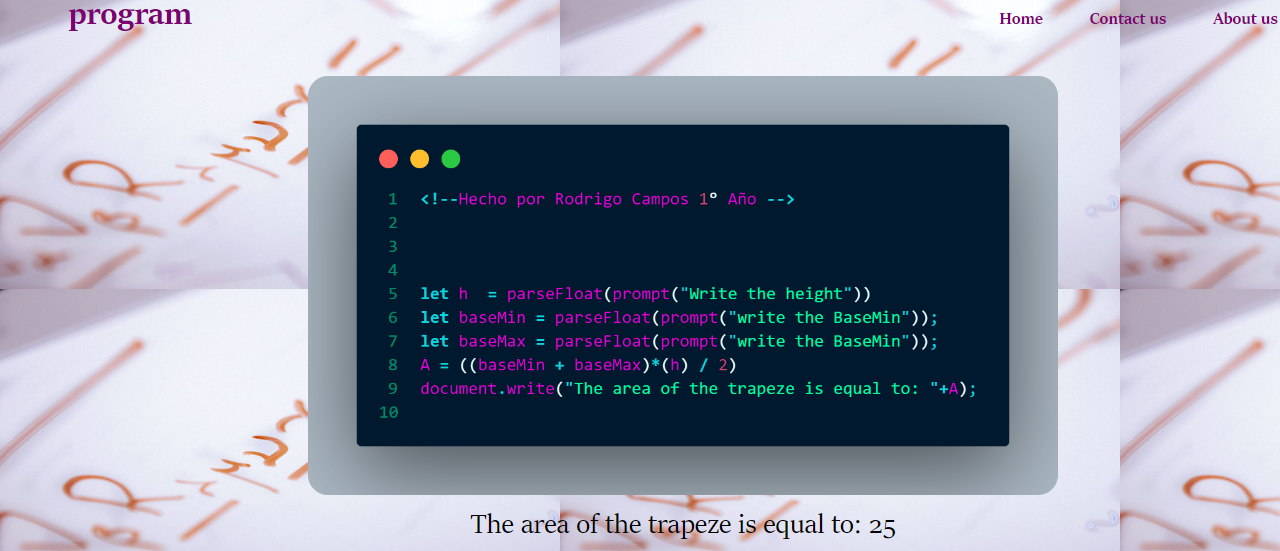 program
Home Contact us About us
1 <!--Hecho por Rodrigo Campos 1° Año -->
2
3
4
5 let h  = parseFloat(prompt("Write the height"))
6 let baseMin = parseFloat(prompt("write the BaseMin"));
7 let baseMax = parseFloat(prompt("write the BaseMin"));
8 A = ((baseMin + baseMax)*(h) / 2)
9 document.write("The area of the trapeze is equal to: "+A);
10
The area of the trapeze is equal to: 25